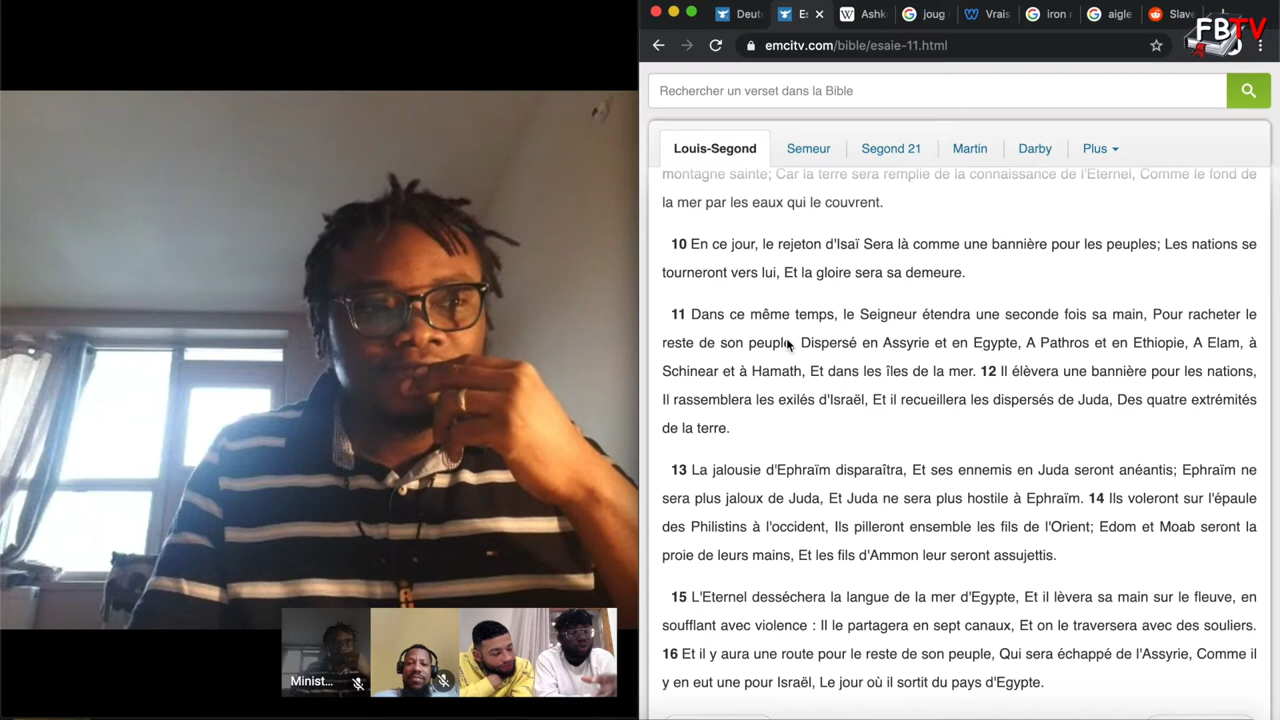 Deut
Es
Ashk
joug
Vrais
iron
aigle
Slave
FBTV
emcitv.com/bible/esaie-11.html
Rechercher un verset dans la Bible
Louis-Segond
Semeur
Segond 21
Martin
Darby
Plus
montagne sainte; Car la terre sera remplie de la connaissance de l'Eternel, Comme le fond de
la mer par les eaux qui le couvrent.
10 En ce jour, le rejeton d'Isaï Sera là comme une bannière pour les peuples; Les nations se
tourneront vers lui, Et la gloire sera sa demeure.
11 Dans ce même temps, le Seigneur étendra une seconde fois sa main, Pour racheter le
reste de son peuple, Dispersé en Assyrie et en Egypte, A Pathros et en Ethiopie, A Elam, à
Schinear et à Hamath, Et dans les îles de la mer. 12 Il élèvera une bannière pour les nations,
Il rassemblera les exilés d'Israël, Et il recueillera les dispersés de Juda, Des quatre extrémités
de la terre.
13 La jalousie d'Ephraïm disparaîtra, Et ses ennemis en Juda seront anéantis; Ephraïm ne
sera plus jaloux de Juda, Et Juda ne sera plus hostile à Ephraïm. 14 Ils voleront sur l'épaule
des Philistins à l'occident, Ils pilleront ensemble les fils de l'Orient; Edom et Moab seront la
proie de leurs mains, Et les fils d'Ammon leur seront assujettis.
15 L'Eternel desséchera la langue de la mer d'Egypte, Et il lèvera sa main sur le fleuve, en
soufflant avec violence : Il le partagera en sept canaux, Et on le traversera avec des souliers.
16 Et il y aura une route pour le reste de son peuple, Qui sera échappé de l'Assyrie, Comme il
y en eut une pour Israël, Le jour où il sortit du pays d'Egypte.
Minist...